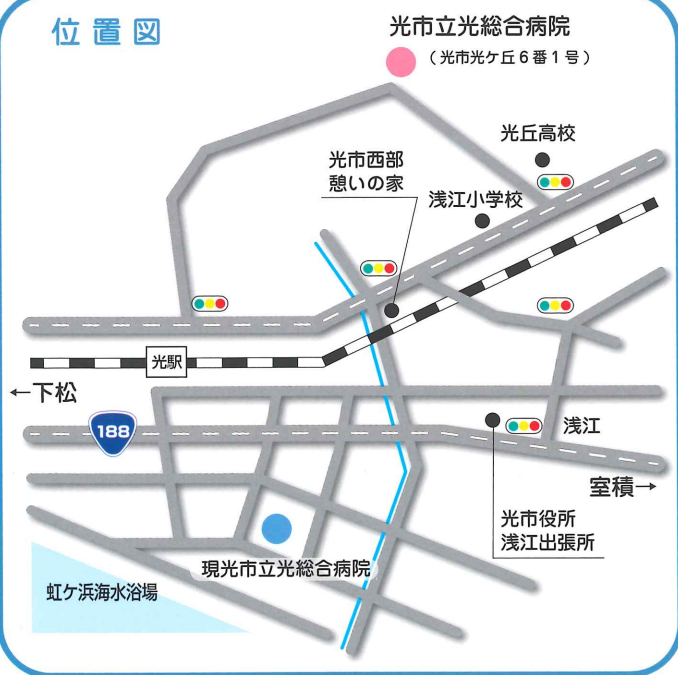 位置図
光市立光総合病院
(光市光ケ丘6番1号)
光丘高校
光市西部
憩いの家
浅江小学校
光駅
←下松
188
浅江
室積→
光市役所
浅江出張所
現光市立光総合病院
虹ケ浜海水浴場